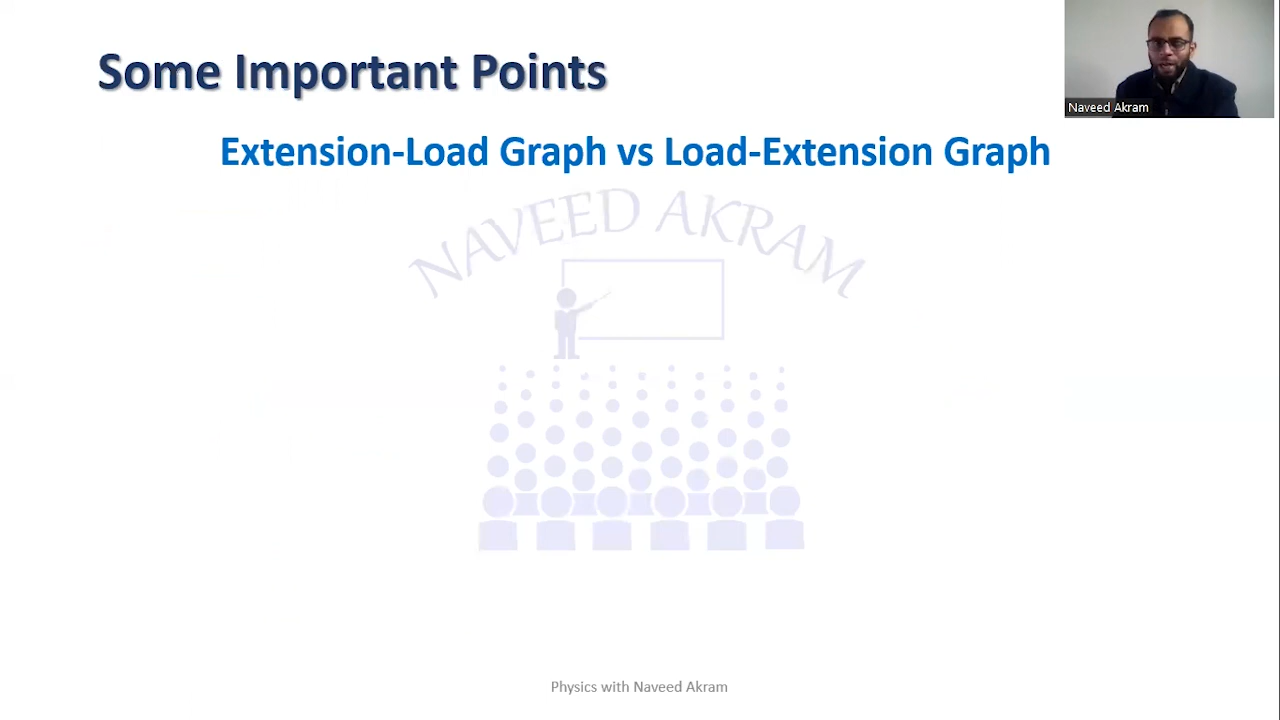 Some Important Points
Naveed Akram
Extension-Load Graph vs Load-Extension Graph
NAVEED AKRAM
Physics with Naveed Akram